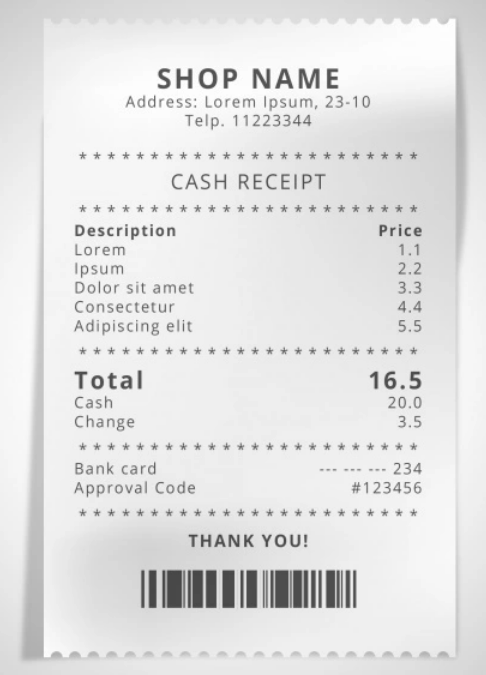 SHOP NAME
Address: Lorem Ipsum, 23-10
Telp. 11223344
* * * * * * * * * * * * * * * * * * * * * * * *
CASH RECEIPT
* * * * * * * * * * * * * * * * * * * * * * * *
Description Price
Lorem 1.1
Ipsum 2.2
Dolor sit amet 3.3
Consectetur 4.4
Adipiscing elit 5.5
* * * * * * * * * * * * * * * * * * * * * * * *
Total 16.5
Cash 20.0
Change 3.5
* * * * * * * * * * * * * * * * * * * * * * * *
Bank card --- --- --- 234
Approval Code #123456
* * * * * * * * * * * * * * * * * * * * * * * *
THANK YOU!